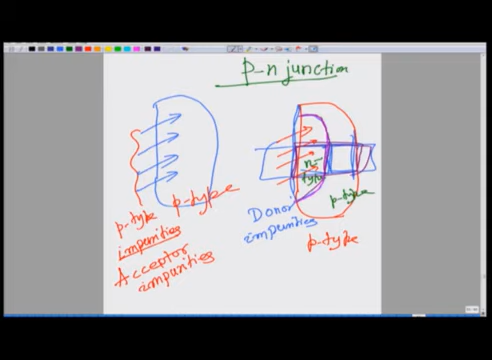 p-n junction
p-type
p-type
impurities
Acceptor
impurities
n-
type
p-type
Donor
impurities
p-type